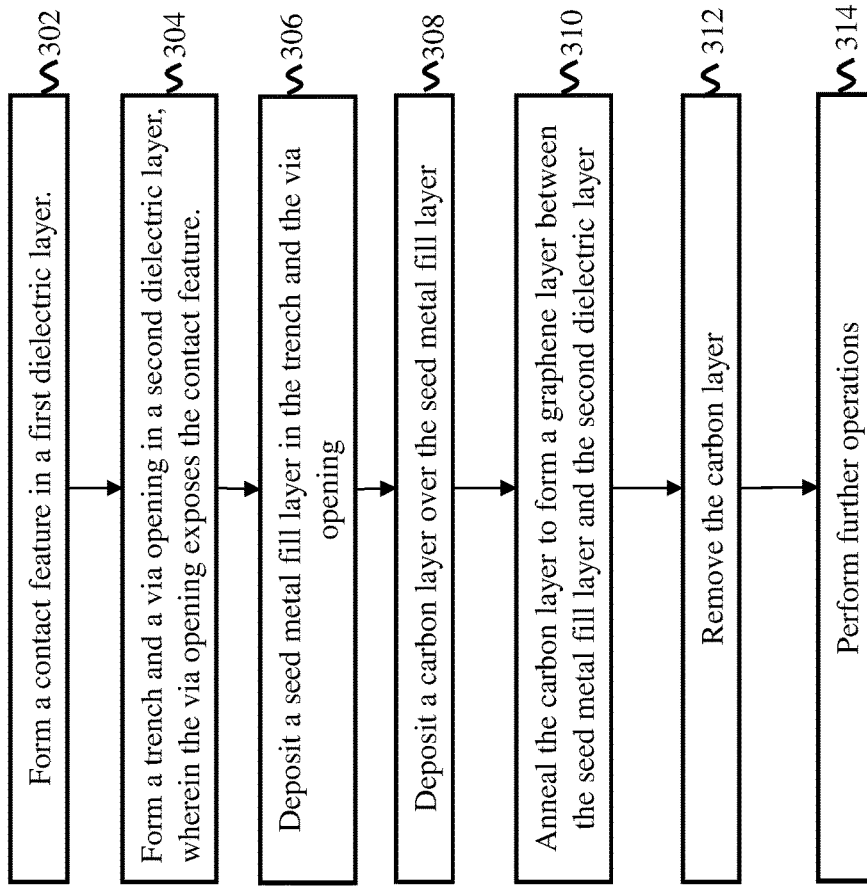 Form a contact feature in a first dielectric layer.
302
Form a trench and a via opening in a second dielectric layer,
wherein the via opening exposes the contact feature.
304
Deposit a seed metal fill layer in the trench and the via
opening
306
Deposit a carbon layer over the seed metal fill layer
308
Anneal the carbon layer to form a graphene layer between
the seed metal fill layer and the second dielectric layer
310
Remove the carbon layer
312
Perform further operations
314